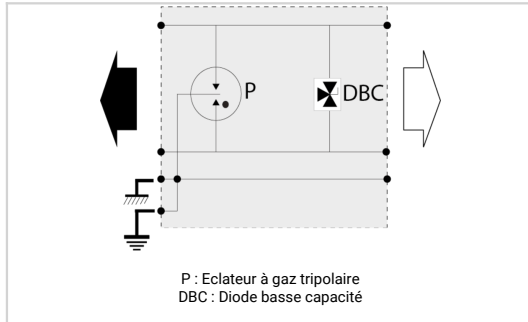 P
DBC
P : Eclateur à gaz tripolaire
DBC : Diode basse capacité